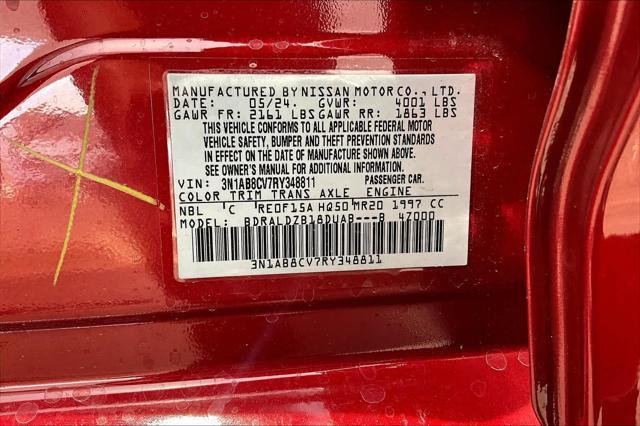 MANUFACTURED BY NISSAN MOTOR CO., LTD.
DATE: 05/24. GVWR: 4001 LBS
GAWR FR: 2161 LBS GAWR RR: 1863 LBS
THIS VEHICLE CONFORMS TO ALL APPLICABLE FEDERAL MOTOR
VEHICLE SAFETY, BUMPER, AND THEFT PREVENTION STANDARDS
IN EFFECT ON THE DATE OF MANUFACTURE SHOWN ABOVE.
SEE OWNER'S MANUAL FOR ADDITIONAL INFORMATION.
VIN: 3N1AB8CV7RY348811 PASSENGER CAR.
COLOR TRIM TRANS AXLE ENGINE
NBL C RE0F15A HQ50 MR20 1997 CC
MODEL: BDRALDZB18DUAB---B 4Z000
3N1AB8CV7RY348811